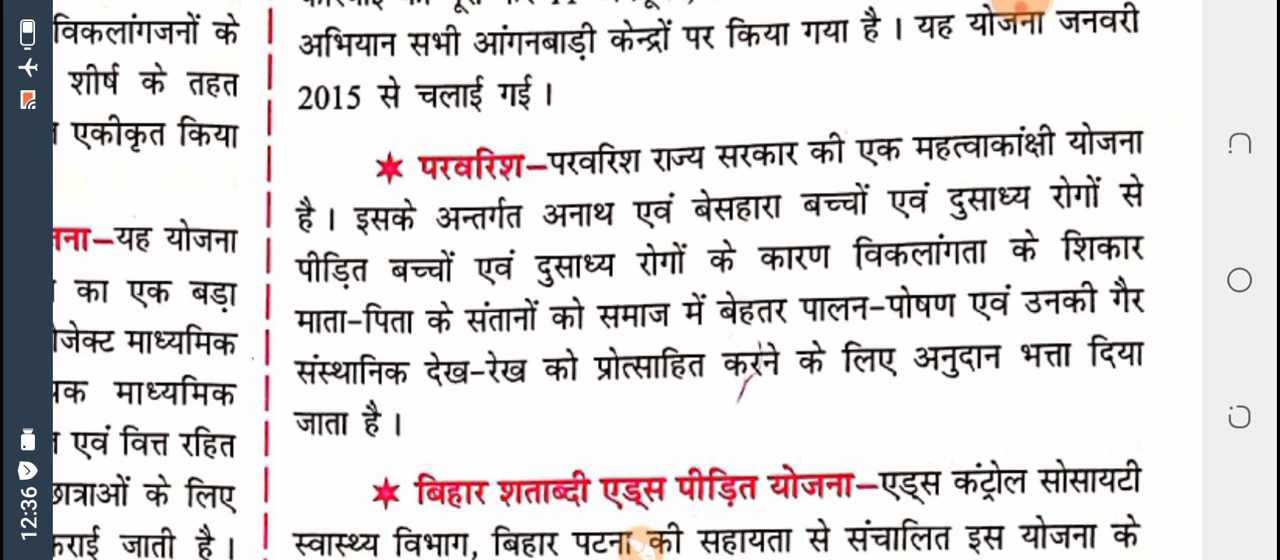 विकलांगजनों के
शीर्ष के तहत
एकीकृत किया
यह योजना
का एक बड़ा
माध्यमिक
माध्यमिक
एवं वित्त रहित
छात्राओं के लिए
जाती है।
अभियान सभी आंगनबाड़ी केन्द्रों पर किया गया है । यह योजना जनवरी
2015 से चलाई गई ।
★ परवरिश–परवरिश राज्य सरकार की एक महत्वाकांक्षी योजना
है । इसके अन्तर्गत अनाथ एवं बेसहारा बच्चों एवं दुसाध्य रोगों से
पीड़ित बच्चों एवं दुसाध्य रोगों के कारण विकलांगता के शिकार
माता-पिता के संतानों को समाज में बेहतर पालन-पोषण एवं उनकी गैर
संस्थानिक देख-रेख को प्रोत्साहित करने के लिए अनुदान भत्ता दिया
जाता है ।
★ बिहार शताब्दी एड्स पीड़ित योजना–एड्स कंट्रोल सोसायटी
स्वास्थ्य विभाग, बिहार पटना की सहायता से संचालित इस योजना के
12:36